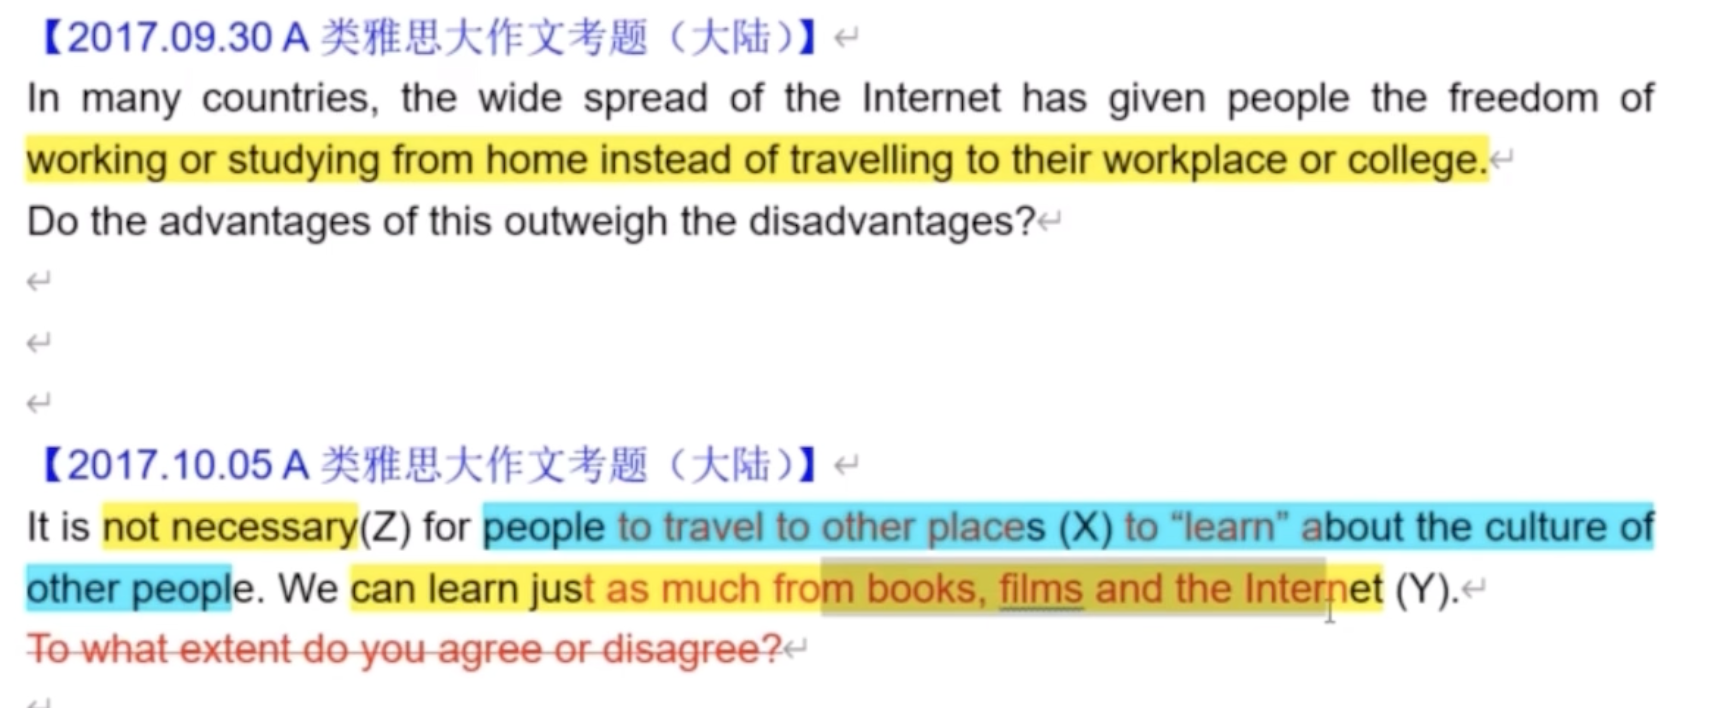 【2017.09.30 A 类雅思大作文考题（大陆）】
In many countries, the wide spread of the Internet has given people the freedom of
working or studying from home instead of travelling to their workplace or college.
Do the advantages of this outweigh the disadvantages?
【2017.10.05 A 类雅思大作文考题（大陆）】
It is not necessary(Z) for people to travel to other places (X) to “learn” about the culture of
other people. We can learn just as much from books, films and the Internet (Y).
To what extent do you agree or disagree?